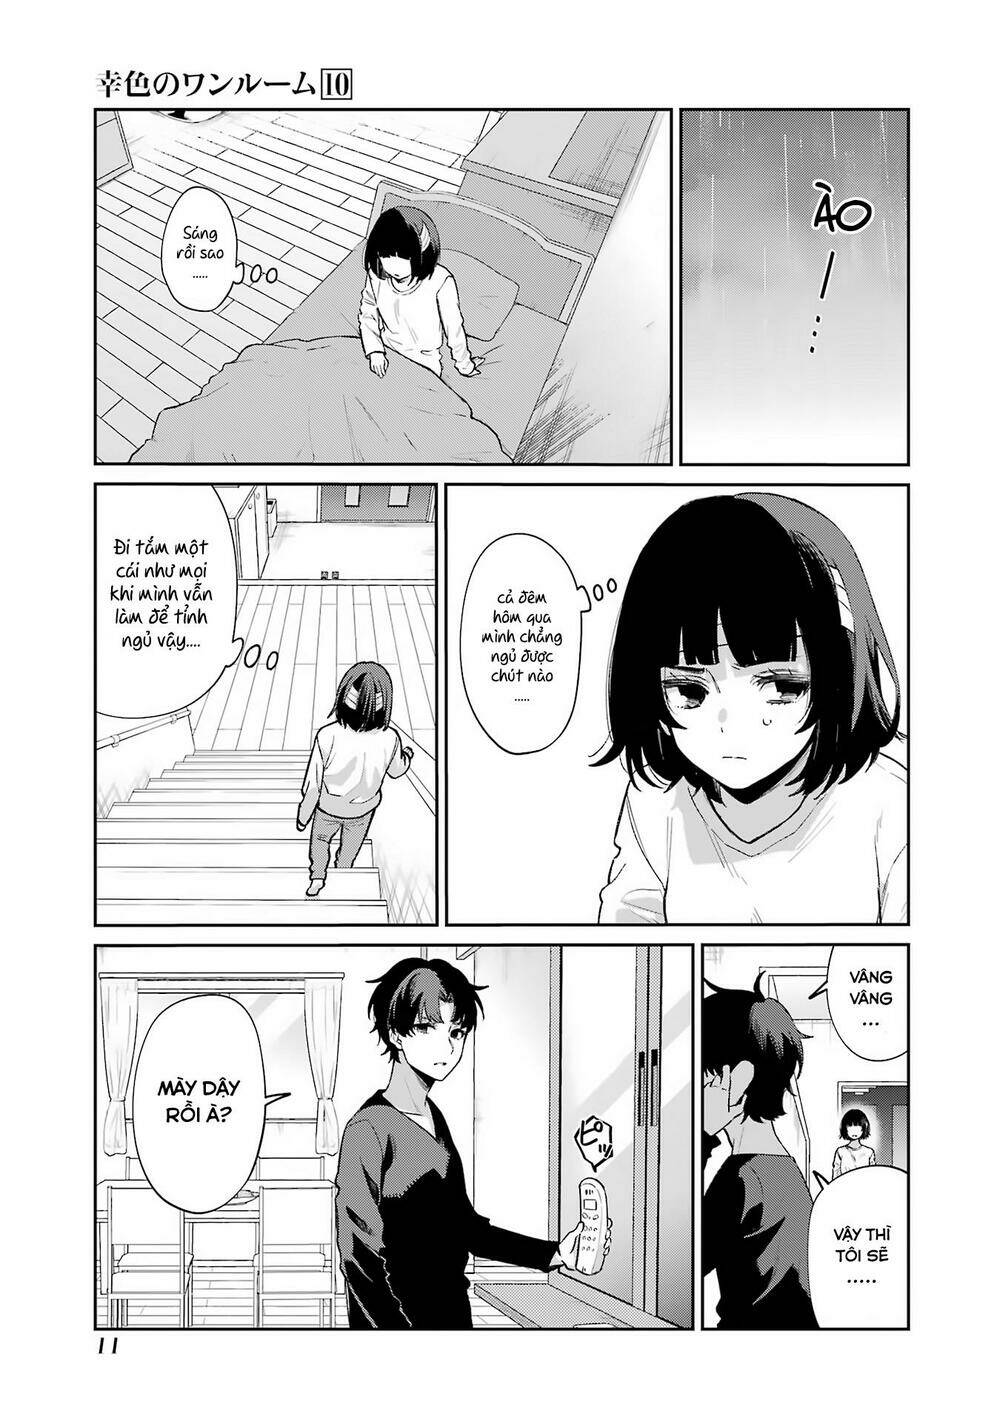 幸色のワンルーム10
ÀO
Sáng
rồi sao
.....
cả đêm
hôm qua
mình chẳng
ngủ được
chút nào
.....
Đi tắm một
cái như mọi
khi mình vẫn
làm để tỉnh
ngủ vậy....
VÂNG
VÂNG
...
VẬY THÌ
TÔI SẼ
.....
ピッ
MÀY DẬY
RỒI À?
11